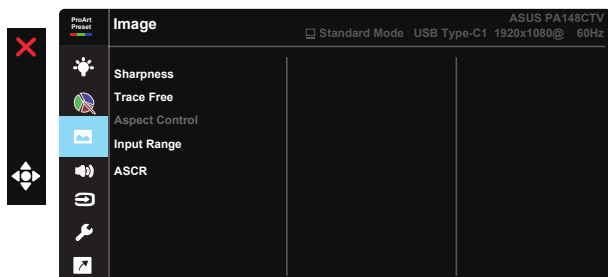 ProArt
Preset
Image
ASUS PA148CTV
Standard Mode USB Type-C1 1920x1080@ 60Hz
Sharpness
Trace Free
Aspect Control
Input Range
ASCR